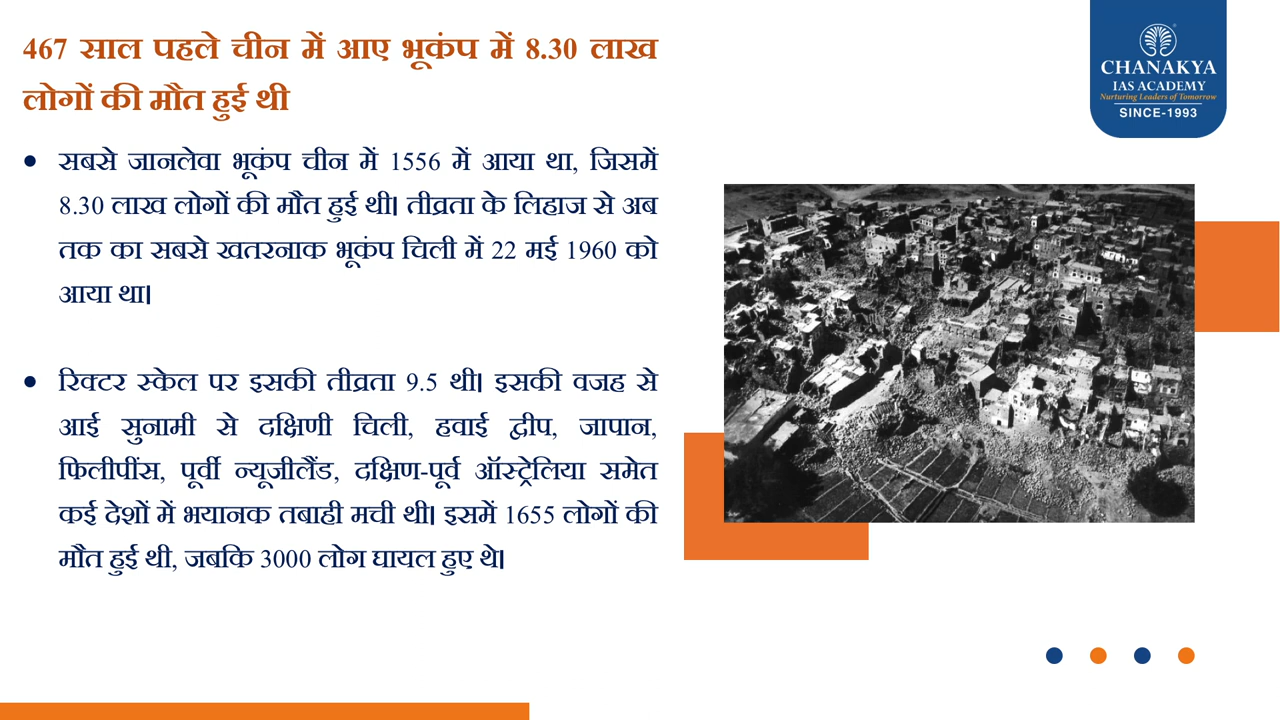 467 साल पहले चीन में आए भूकंप में 8.30 लाख
लोगों की मौत हुई थी
• सबसे जानलेवा भूकंप चीन में 1556 में आया था, जिसमें
8.30 लाख लोगों की मौत हुई थी। तीव्रता के लिहाज से अब
तक का सबसे खतरनाक भूकंप चिली में 22 मई 1960 को
आया था।
• रिक्टर स्केल पर इसकी तीव्रता 9.5 थी। इसकी वजह से
आई सुनामी से दक्षिणी चिली, हवाई द्वीप, जापान,
फिलीपींस, पूर्वी न्यूजीलैंड, दक्षिण-पूर्व ऑस्ट्रेलिया समेत
कई देशों में भयानक तबाही मची थी। इसमें 1655 लोगों की
मौत हुई थी, जबकि 3000 लोग घायल हुए थे।
CHANAKYA
IAS ACADEMY
Nurturing Leaders of Tomorrow
SINCE-1993